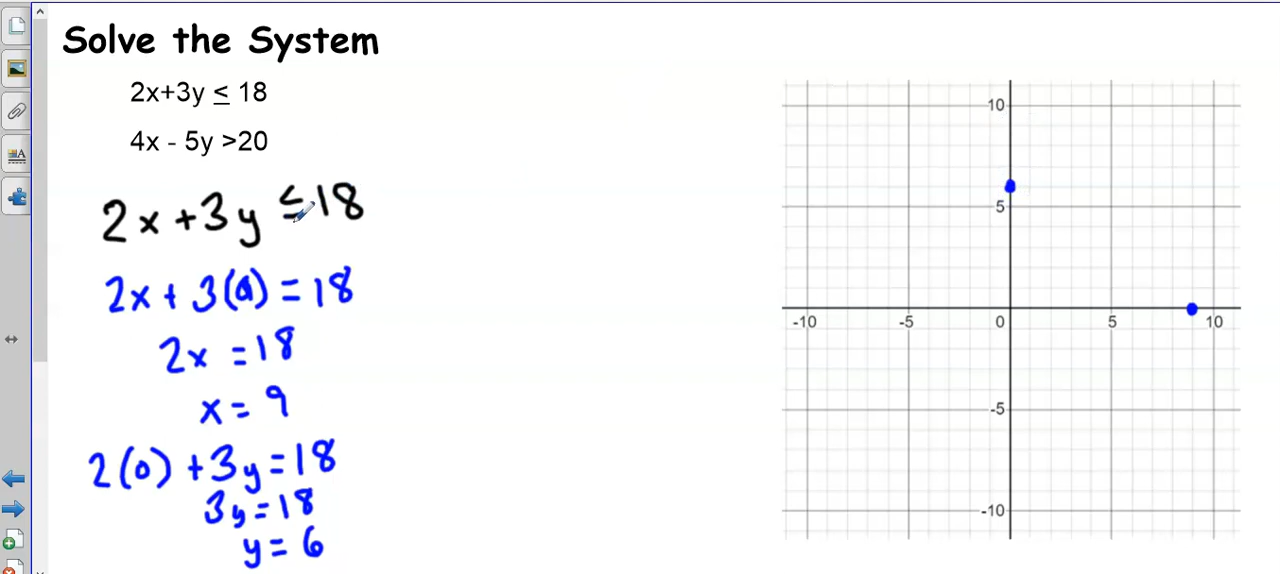 Solve the System
2x+3y ≤ 18
4x - 5y >20
2x + 3y ≤ 18
2x + 3(0) = 18
2x = 18
x = 9
2(0) + 3y = 18
3y = 18
y = 6
10
5
-10 -5 0 5 10
-5
-10